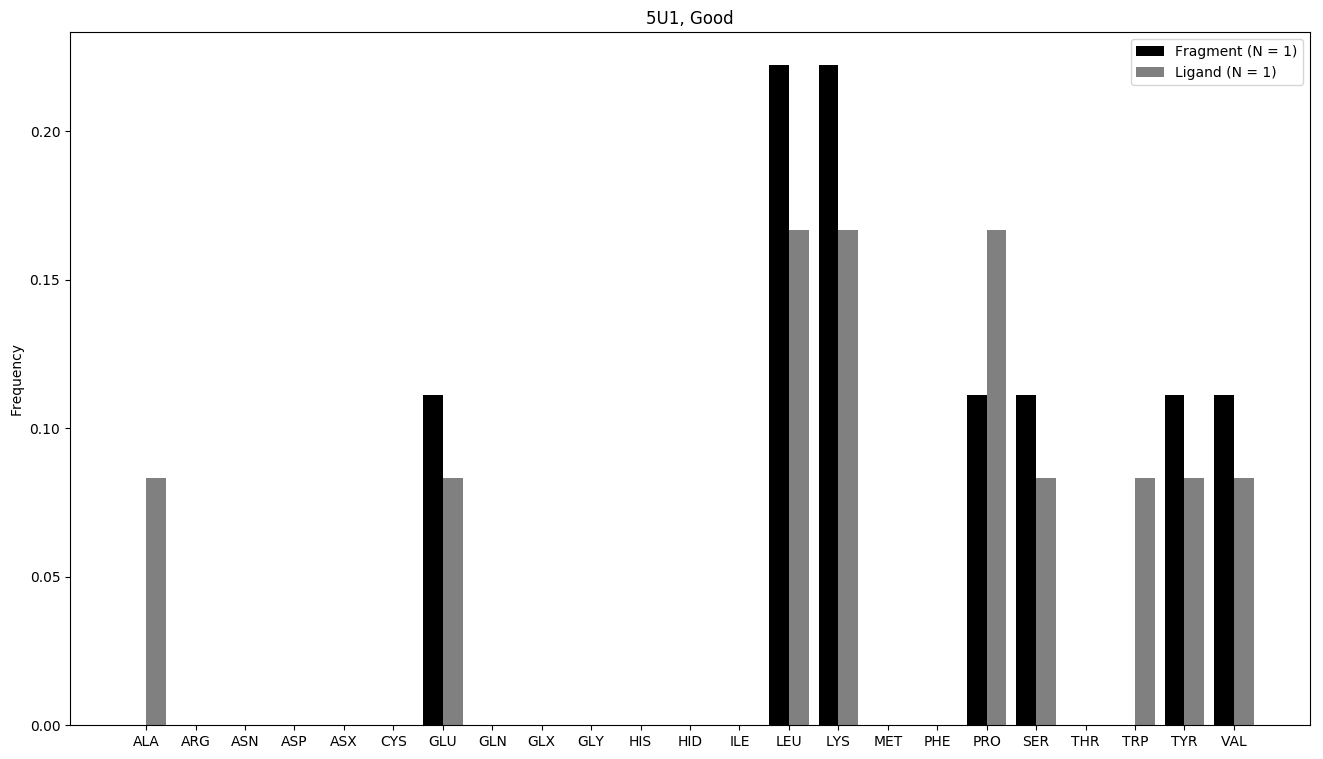 5U1, Good
Fragment (N = 1)
Ligand (N = 1)
Frequency
0.20
0.15
0.10
0.05
0.00
ALA ARG ASN ASP ASX CYS GLU GLN GLX GLY HIS HID ILE LEU LYS MET PHE PRO SER THR TRP TYR VAL